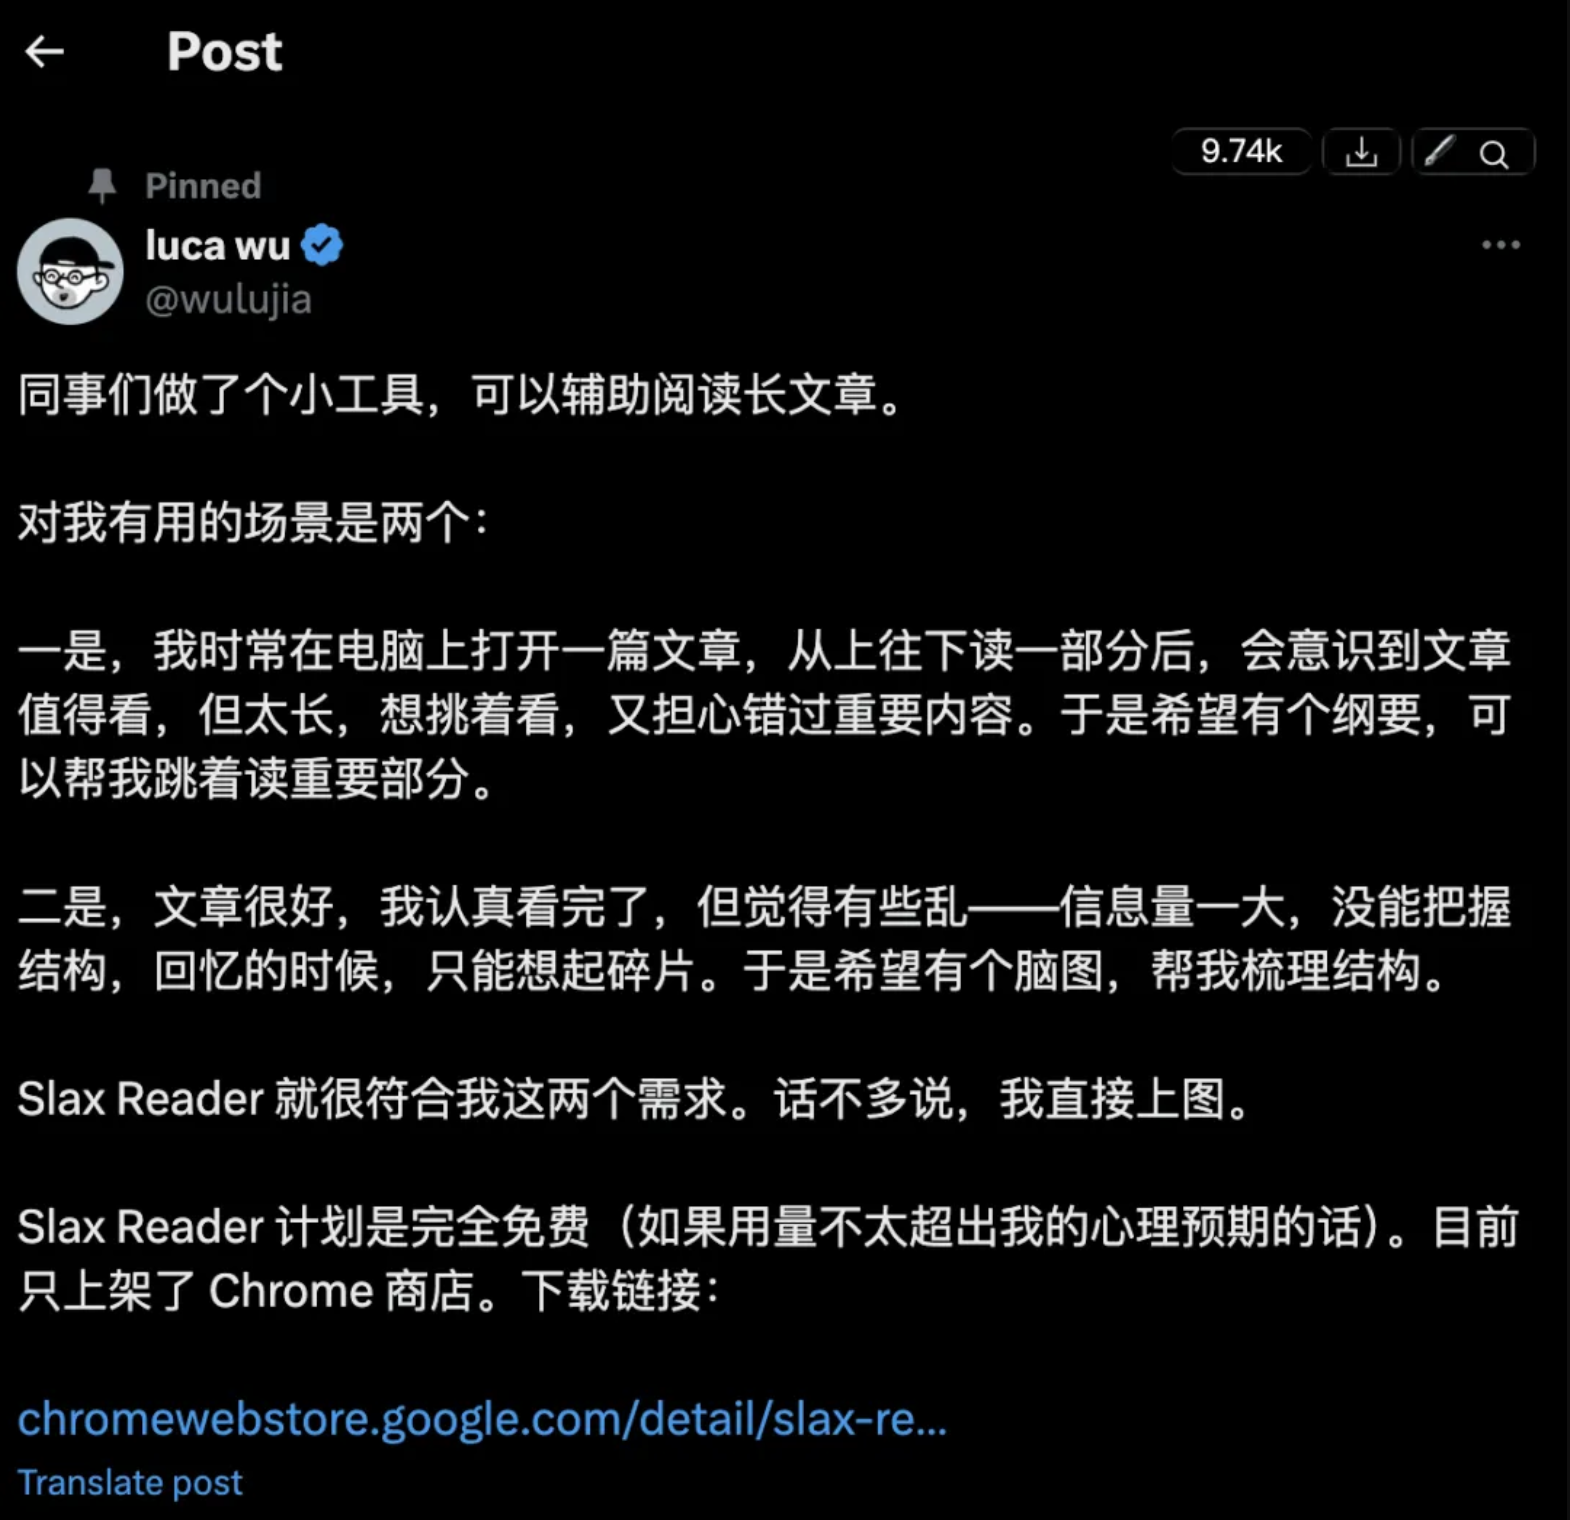 Post
9.74k
Pinned
luca wu
@wulujia
同事们做了个小工具，可以辅助阅读长文章。
对我有用的场景是两个：
一是，我时常在电脑上打开一篇文章，从上往下读一部分后，会意识到文章
值得看，但太长，想挑着看，又担心错过重要内容。于是希望有个纲要，可
以帮我跳着读重要部分。
二是，文章很好，我认真看完了，但觉得有些乱——信息量一大，没能把握
结构，回忆的时候，只能想起碎片。于是希望有个脑图，帮我梳理结构。
Slax Reader 就很符合我这两个需求。话不多说，我直接上图。
Slax Reader 计划是完全免费（如果用量不太超出我的心理预期的话）。目前
只上架了 Chrome 商店。下载链接：
chromewebstore.google.com/detail/slax-re...
Translate post